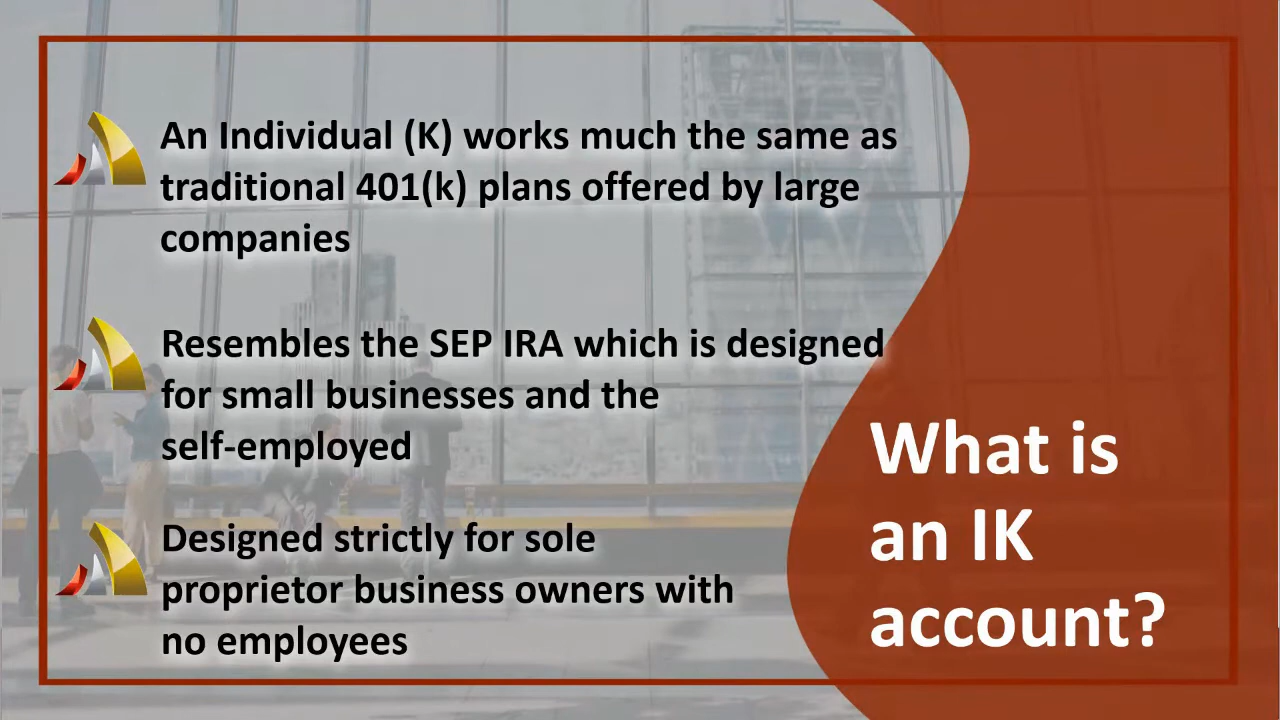 An Individual (K) works much the same as
traditional 401(k) plans offered by large
companies
Resembles the SEP IRA which is designed
for small businesses and the
self-employed
Designed strictly for sole
proprietor business owners with
no employees
What is
an IK
account?